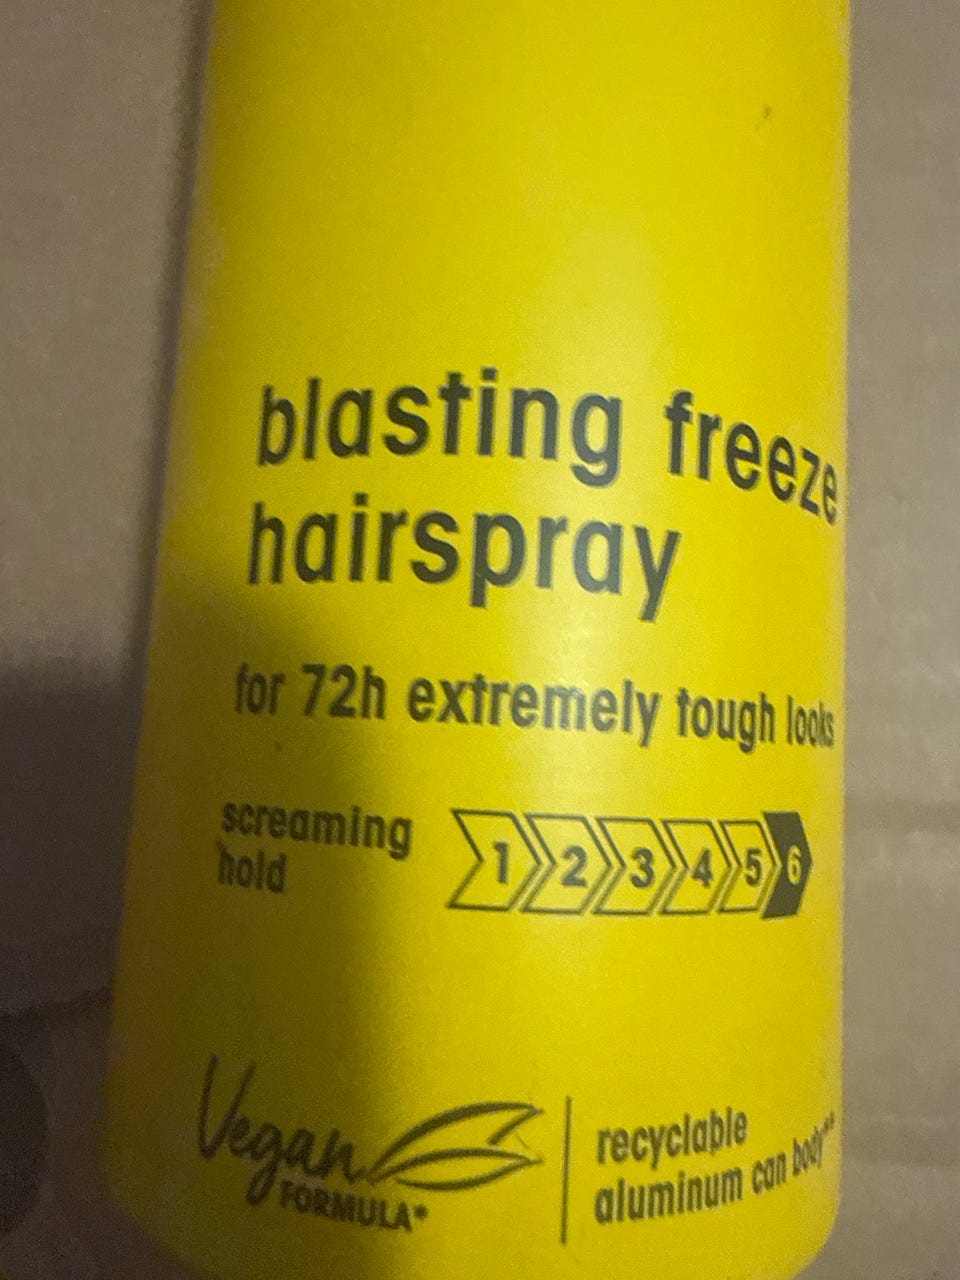 blasting freeze
hairspray
for 72h extremely tough looks
screaming
hold
1 2 3 4 5 6
Vegan
FORMULA*
recyclable
aluminum can body**